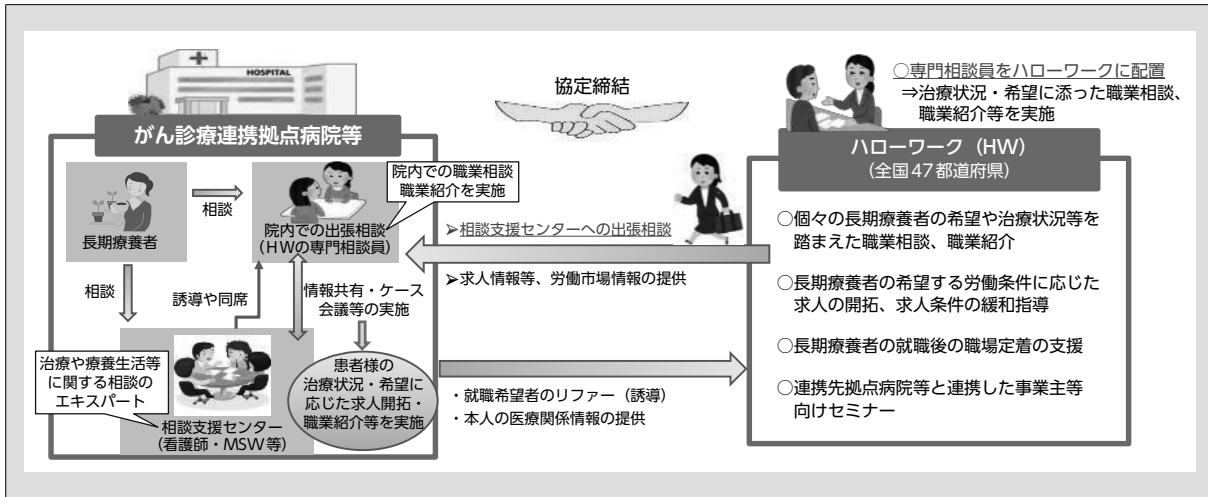 HOSPITAL
がん診療連携拠点病院等
長期療養者
相談
院内での職業相談
職業紹介を実施
院内での出張相談
(HWの専門相談員)
相談
誘導や同席
情報共有・ケース
会議等の実施
治療や療養生活等
に関する相談の
エキスパート
相談支援センター
(看護師・MSW等)
患者様の
治療状況・希望に
応じた求人開拓・
職業紹介等を実施
協定締結
➢相談支援センターへの出張相談
➢求人情報等、労働市場情報の提供
・就職希望者のリファー(誘導)
・本人の医療関係情報の提供
○専門相談員をハローワークに配置
⇒治療状況・希望に添った職業相談、
職業紹介等を実施
ハローワーク(HW)
(全国47都道府県)
○個々の長期療養者の希望や治療状況等を
踏まえた職業相談、職業紹介
○長期療養者の希望する労働条件に応じた
求人の開拓、求人条件の緩和指導
○長期療養者の就職後の職場定着の支援
○連携先拠点病院等と連携した事業主等
向けセミナー